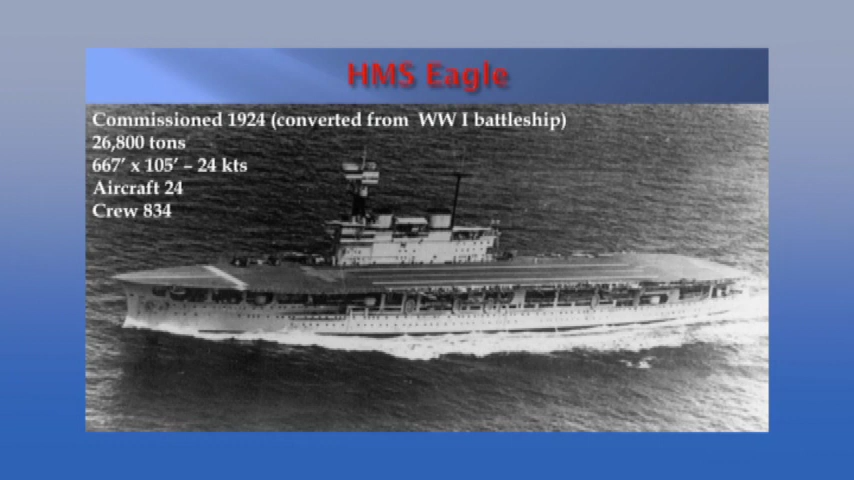 HMS Eagle
Commissioned 1924 (converted from WW I battleship)
26,800 tons
667′ x 105′ – 24 kts
Aircraft 24
Crew 834